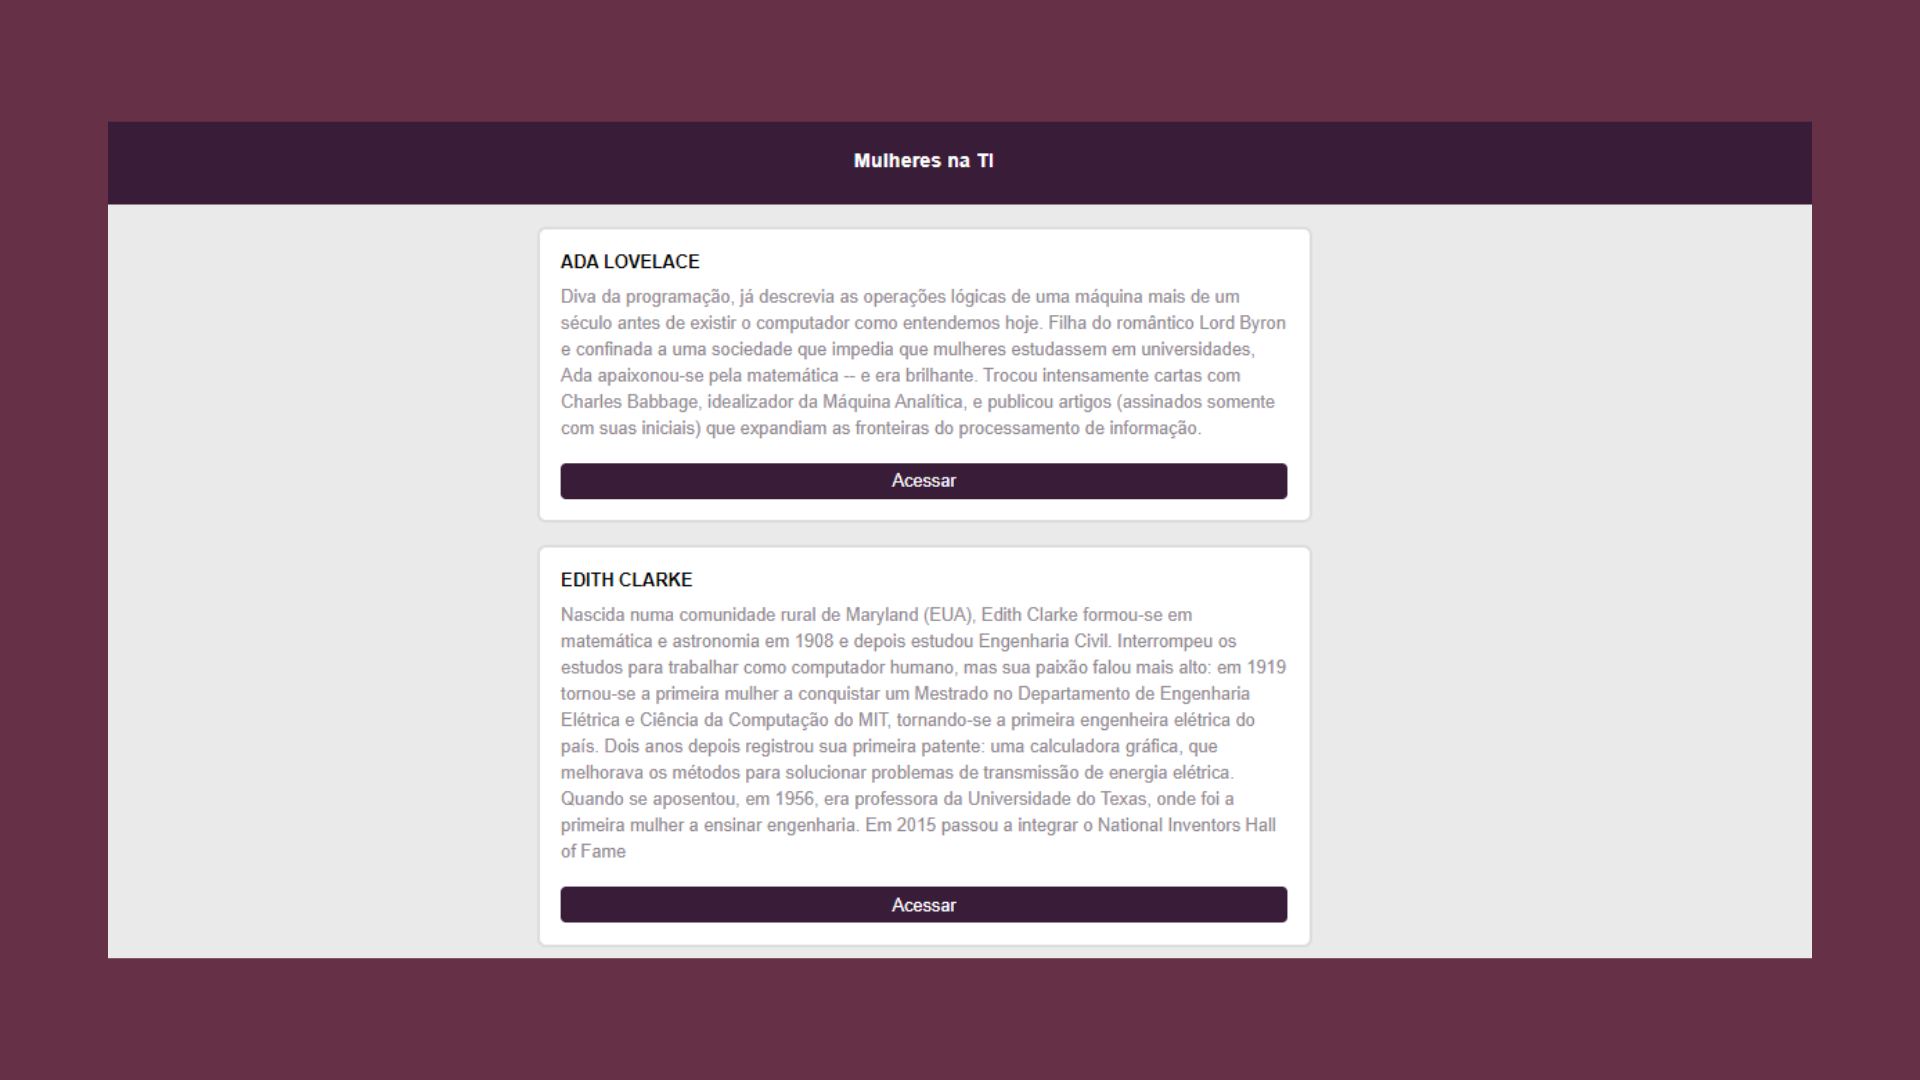 Mulheres na TI
ADA LOVELACE
Diva da programação, já descrevia as operações lógicas de uma máquina mais de um
século antes de existir o computador como entendemos hoje. Filha do romântico Lord Byron
e confinada a uma sociedade que impedia que mulheres estudassem em universidades,
Ada apaixonou-se pela matemática -- e era brilhante. Trocou intensamente cartas com
Charles Babbage, idealizador da Máquina Analítica, e publicou artigos (assinados somente
com suas iniciais) que expandiam as fronteiras do processamento de informação.
Acessar
EDITH CLARKE
Nascida numa comunidade rural de Maryland (EUA), Edith Clarke formou-se em
matemática e astronomia em 1908 e depois estudou Engenharia Civil. Interrompeu os
estudos para trabalhar como computador humano, mas sua paixão falou mais alto: em 1919
tornou-se a primeira mulher a conquistar um Mestrado no Departamento de Engenharia
Elétrica e Ciência da Computação do MIT, tornando-se a primeira engenheira elétrica do
país. Dois anos depois registrou sua primeira patente: uma calculadora gráfica, que
melhorava os métodos para solucionar problemas de transmissão de energia elétrica.
Quando se aposentou, em 1956, era professora da Universidade do Texas, onde foi a
primeira mulher a ensinar engenharia. Em 2015 passou a integrar o National Inventors Hall
of Fame
Acessar